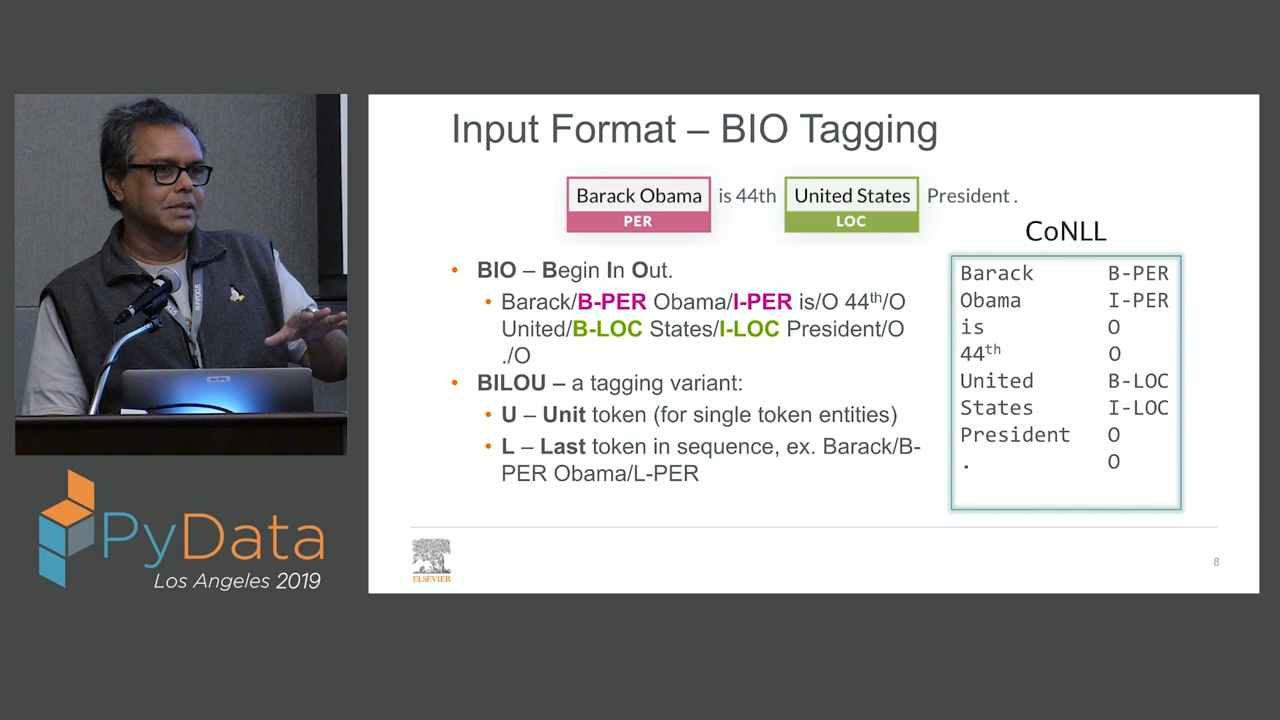 Input Format – BIO Tagging
Barack Obama is 44th United States President .
PER LOC
CoNLL
• BIO – Begin In Out.
• Barack/B-PER Obama/I-PER is/O 44th/O
United/B-LOC States/I-LOC President/O
./O
• BILOU – a tagging variant:
• U – Unit token (for single token entities)
• L – Last token in sequence, ex. Barack/B-
PER Obama/L-PER
Barack B-PER
Obama I-PER
is O
44th O
United B-LOC
States I-LOC
President O
. O
ELSEVIER
8
PyData
Los Angeles 2019